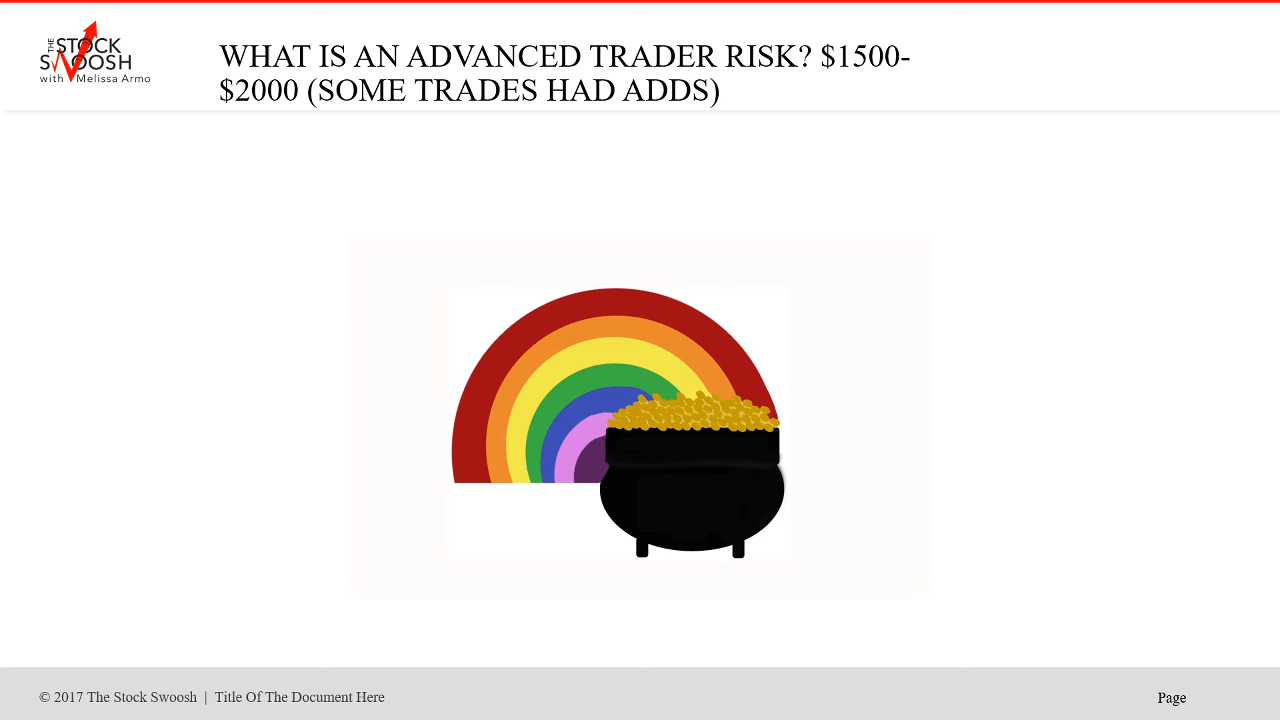 THE
STOCK
SWOOSH
with Melissa Armo
WHAT IS AN ADVANCED TRADER RISK? $1500-
$2000 (SOME TRADES HAD ADDS)
© 2017 The Stock Swoosh | Title Of The Document Here
Page